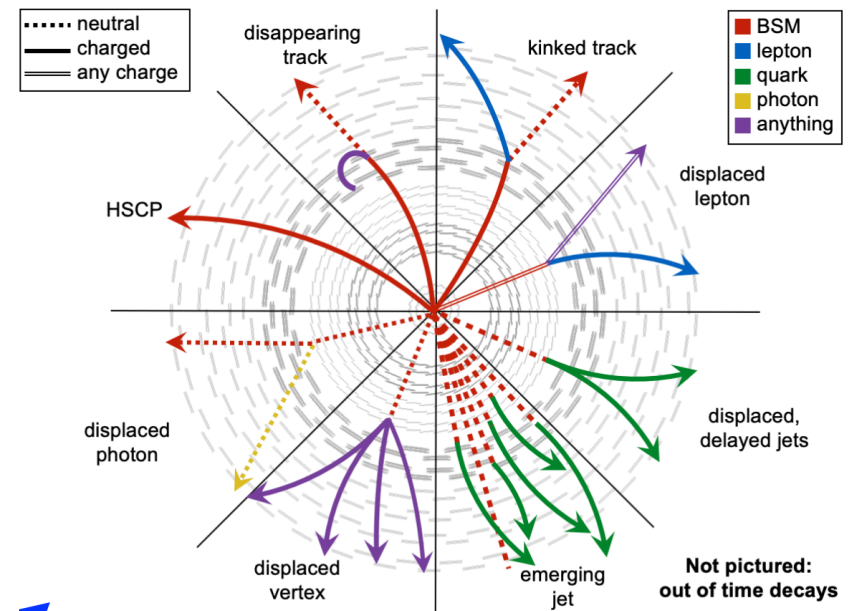 neutral
charged
any charge
disappearing
track
kinked track
BSM
lepton
quark
photon
anything
displaced
lepton
HSCP
displaced
photon
displaced,
delayed jets
displaced
vertex
emerging
jet
Not pictured:
out of time decays